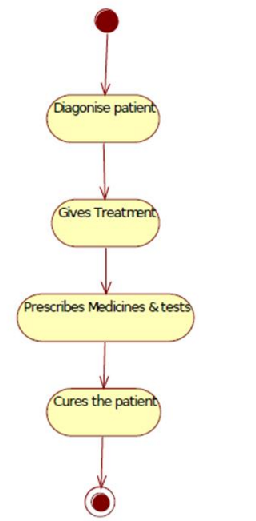 Diagonise patient
Gives Treatment
Prescribes Medicines & tests
Cures the patient